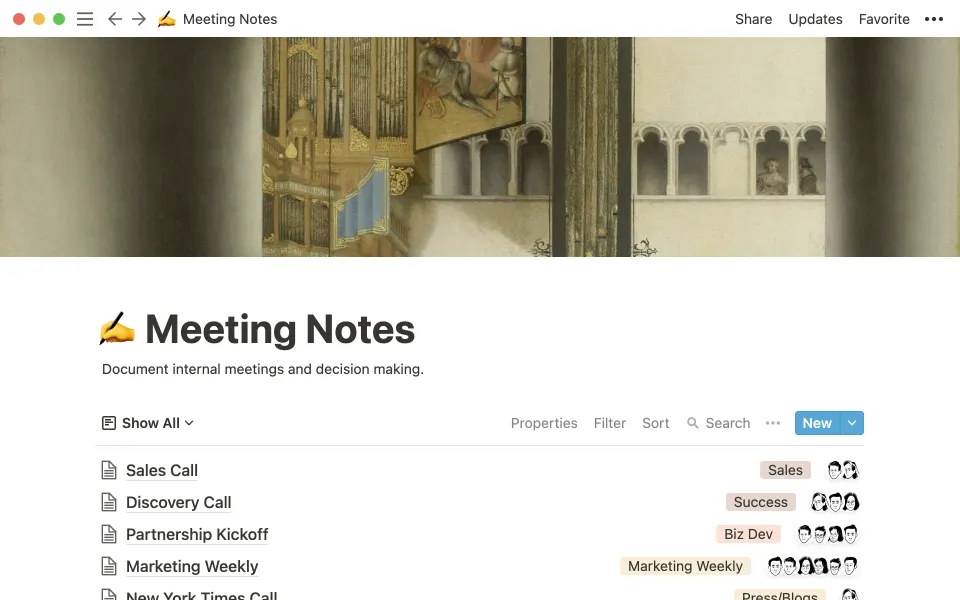 Meeting Notes Share Updates Favorite
Meeting Notes
Document internal meetings and decision making.
Show All Properties Filter Sort Search New
Sales Call Sales
Discovery Call Success
Partnership Kickoff Biz Dev
Marketing Weekly Marketing Weekly
New York Times Call Press/Blogs